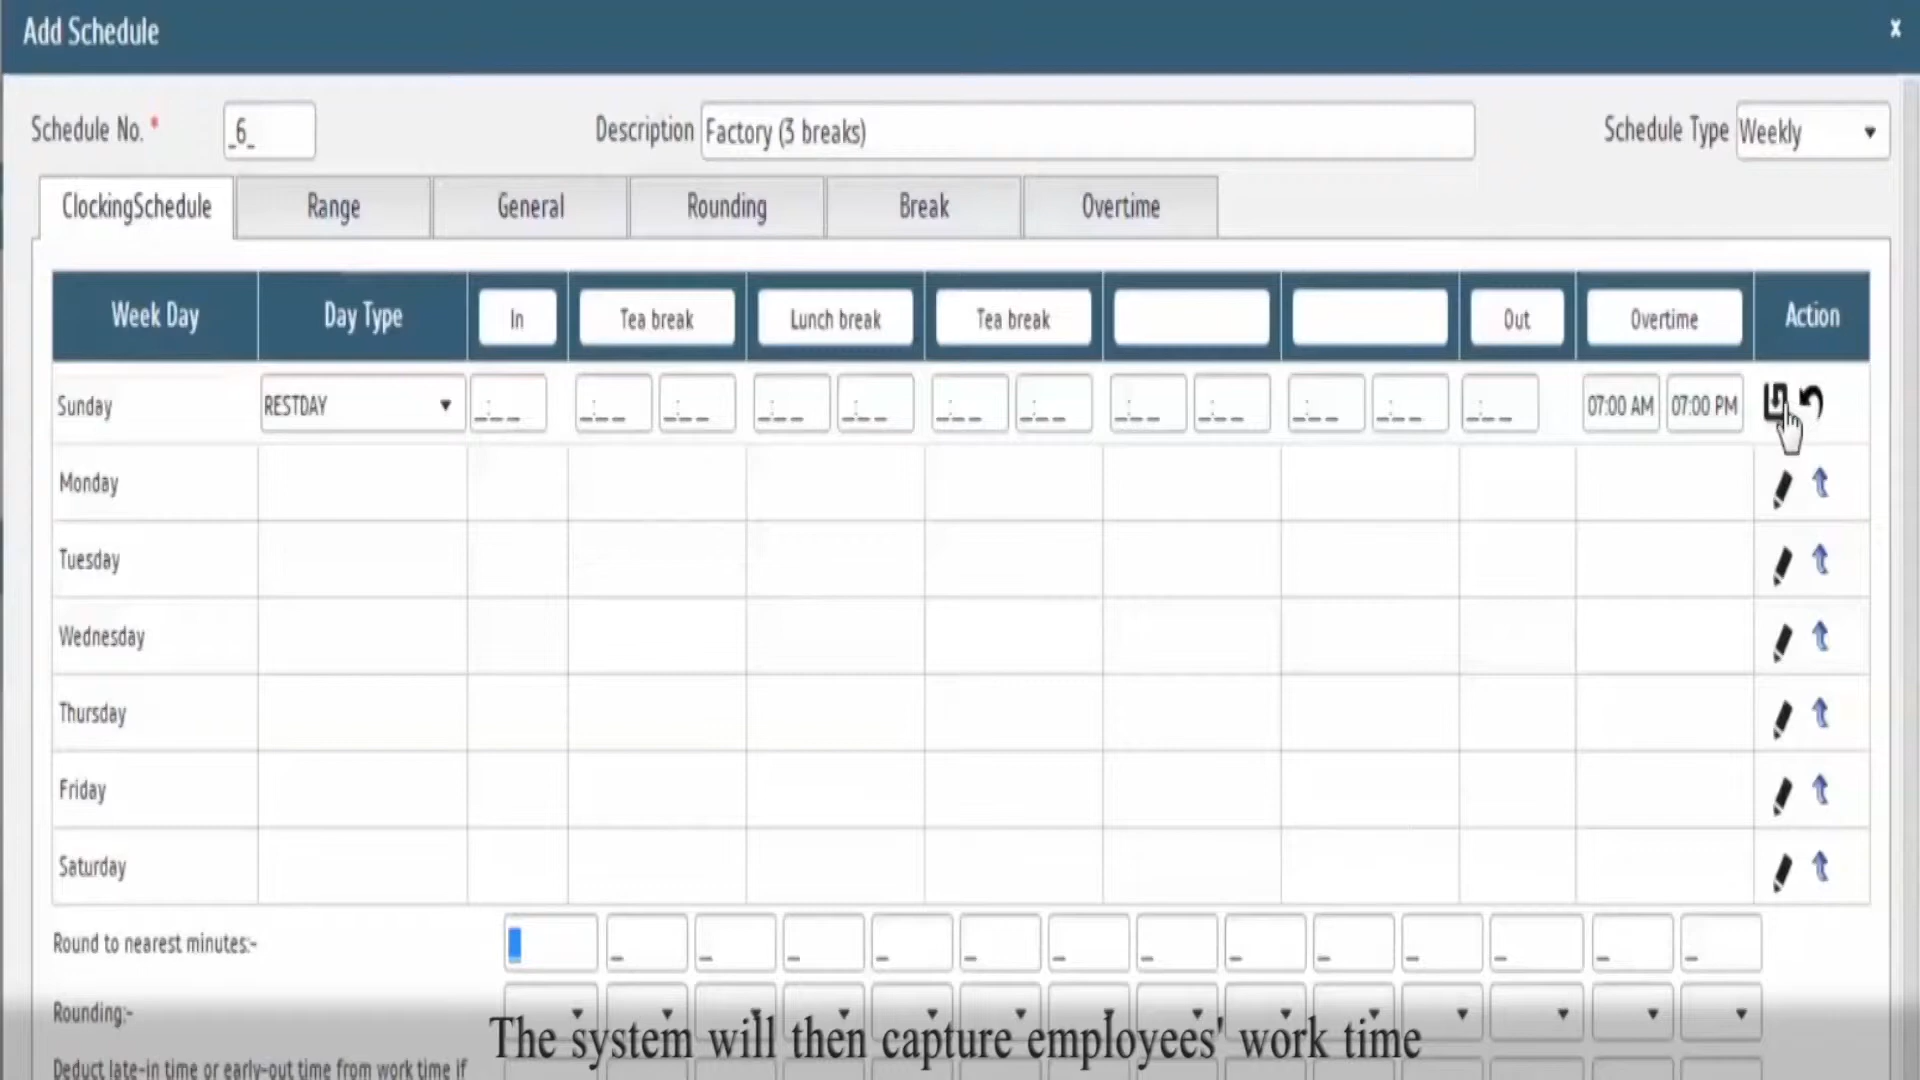 Add Schedule x
Schedule No. * _6_ Description Factory (3 breaks) Schedule Type Weekly
ClockingSchedule Range General Rounding Break Overtime
Week Day Day Type In Tea break Lunch break Tea break Out Overtime Action
Sunday RESTDAY _:_ _ _:_ _ _:_ _ _:_ _ _:_ _ _:_ _ _:_ _ _:_ _ _:_ _ _:_ _ _:_ _ _:_ _ 07:00 AM 07:00 PM
Monday
Tuesday
Wednesday
Thursday
Friday
Saturday
Round to nearest minutes:- _ _ _ _ _ _ _ _ _ _ _ _ _
Rounding:-
The system will then capture employees' work time
Deduct late-in time or early-out time from work time if